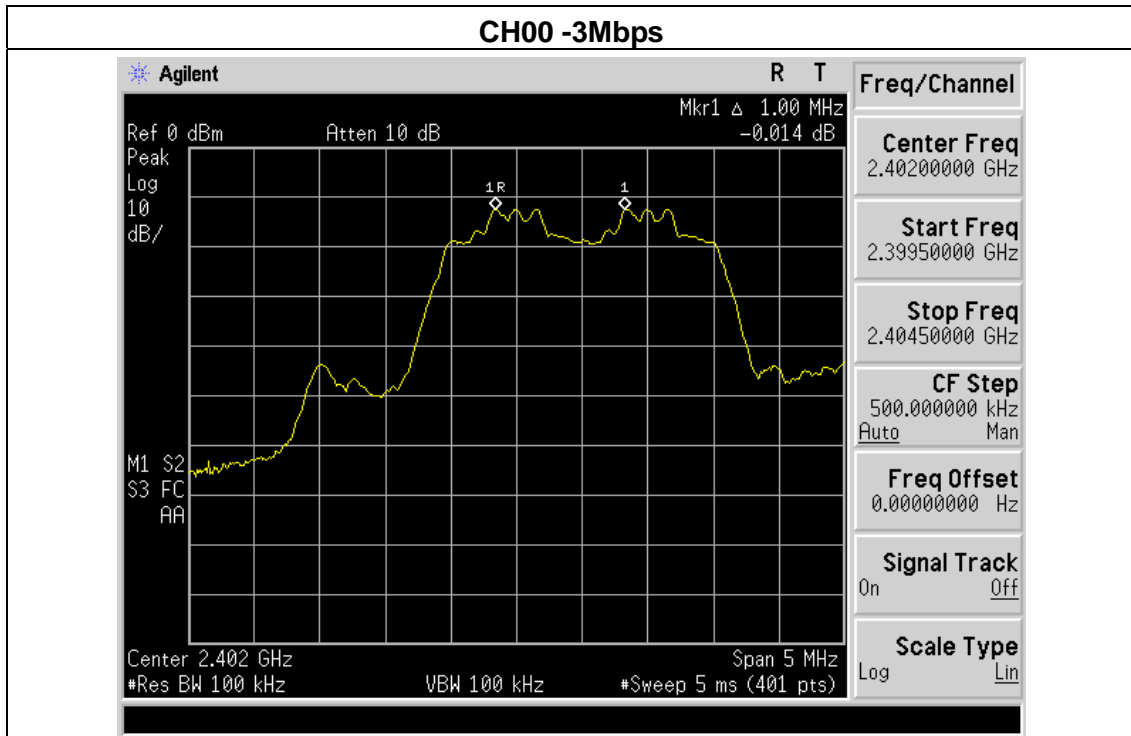 CH00 -3Mbps
Agilent R T
Mkr1 Δ 1.00 MHz
Ref 0 dBm Atten 10 dB -0.014 dB
Peak
Log
10
dB/
1R 1
M1 S2
S3 FC
AA
Center 2.402 GHz Span 5 MHz
#Res BW 100 kHz VBW 100 kHz #Sweep 5 ms (401 pts)
Freq/Channel
Center Freq
2.40200000 GHz
Start Freq
2.39950000 GHz
Stop Freq
2.40450000 GHz
CF Step
500.000000 kHz
Auto Man
Freq Offset
0.00000000 Hz
Signal Track
On Off
Scale Type
Log Lin